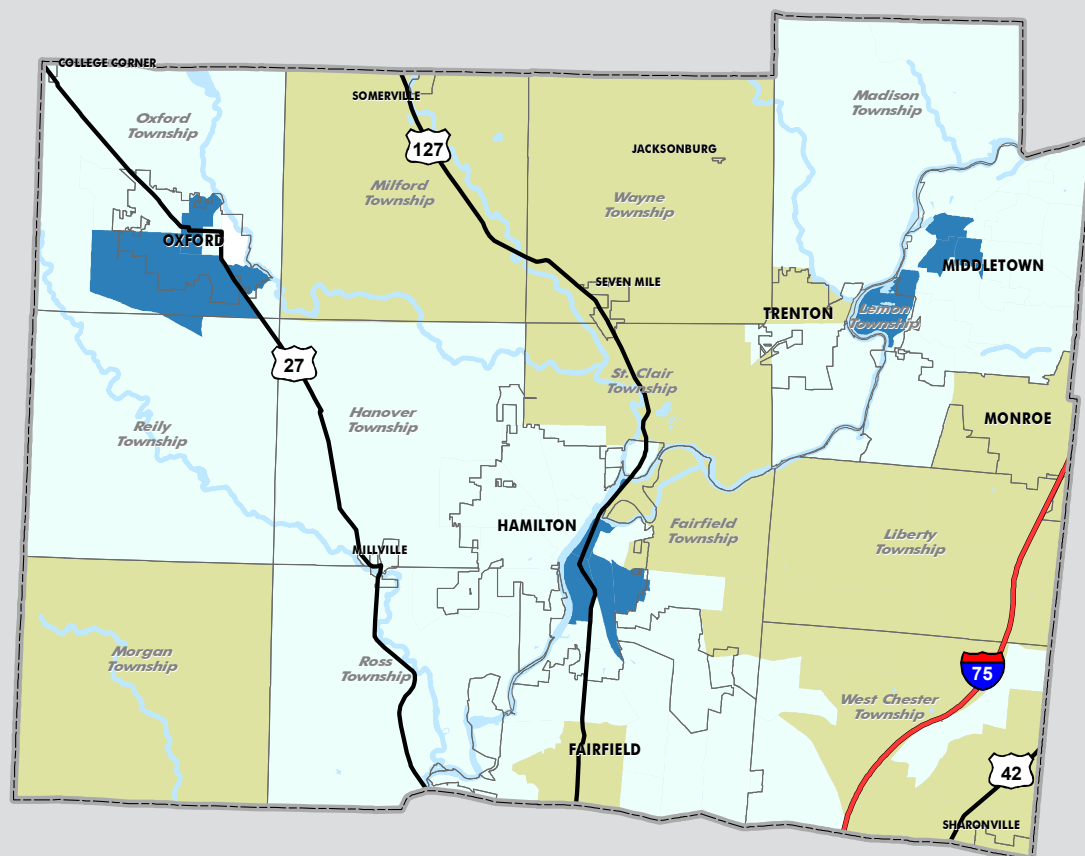 COLLEGE CORNER
Oxford
Township
SOMERVILLE
127
Milford
Township
JACKSONBURG
Wayne
Township
Madison
Township
OXFORD
MIDDLETOWN
SEVEN MILE
TRENTON
Lemon
Township
27
St. Clair
Township
Hanover
Township
Reily
Township
MONROE
HAMILTON
Fairfield
Township
Liberty
Township
MILLVILLE
Morgan
Township
Ross
Township
75
West Chester
Township
FAIRFIELD
42
SHARONVILLE